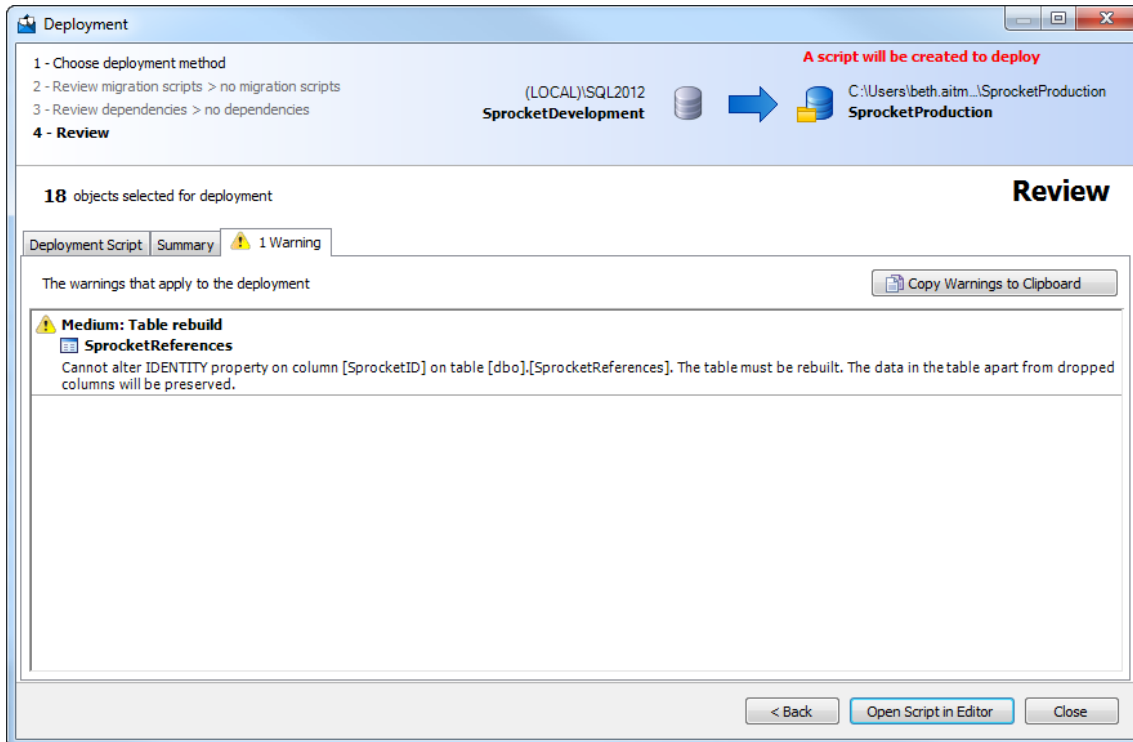 Deployment
1 - Choose deployment method
2 - Review migration scripts > no migration scripts
3 - Review dependencies > no dependencies
4 - Review
(LOCAL)\SQL2012
SprocketDevelopment
A script will be created to deploy
C:\Users\beth.aitm...\SprocketProduction
SprocketProduction
18 objects selected for deployment
Review
Deployment Script
Summary
1 Warning
The warnings that apply to the deployment
Copy Warnings to Clipboard
Medium: Table rebuild
SprocketReferences
Cannot alter IDENTITY property on column [SprocketID] on table [dbo].[SprocketReferences]. The table must be rebuilt. The data in the table apart from dropped
columns will be preserved.
< Back
Open Script in Editor
Close